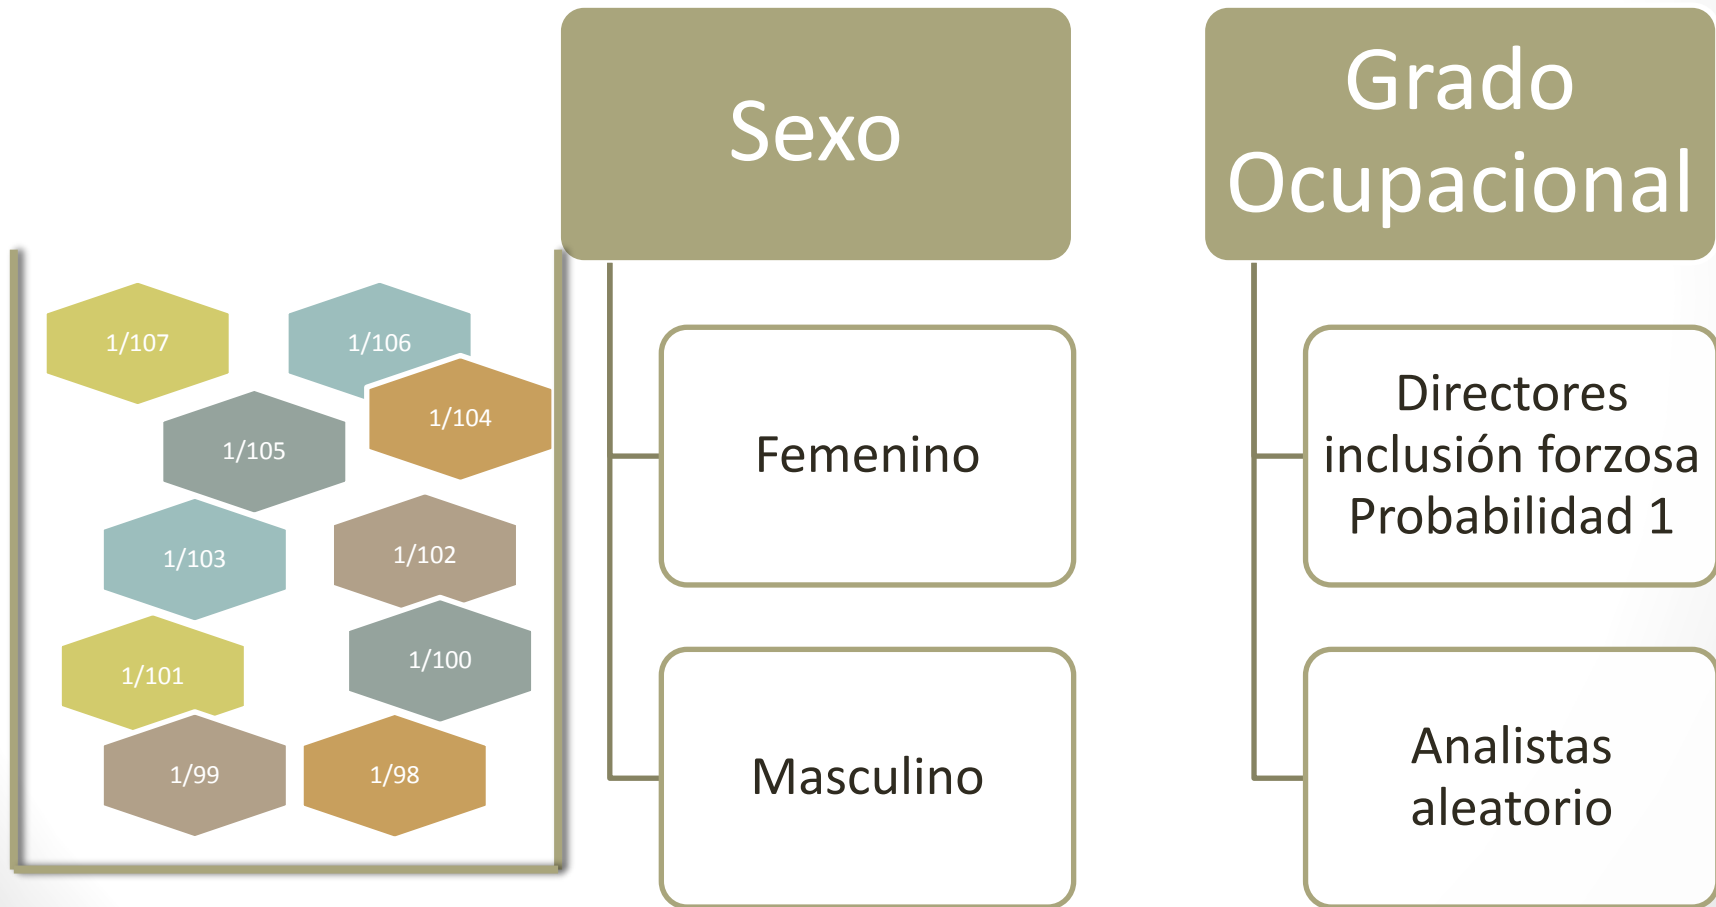 Sexo
Grado
Ocupacional
1/107
1/106
1/104
1/105
1/103
1/102
1/101
1/100
1/99
1/98
Femenino
Masculino
Directores
inclusión forzosa
Probabilidad 1
Analistas
aleatorio